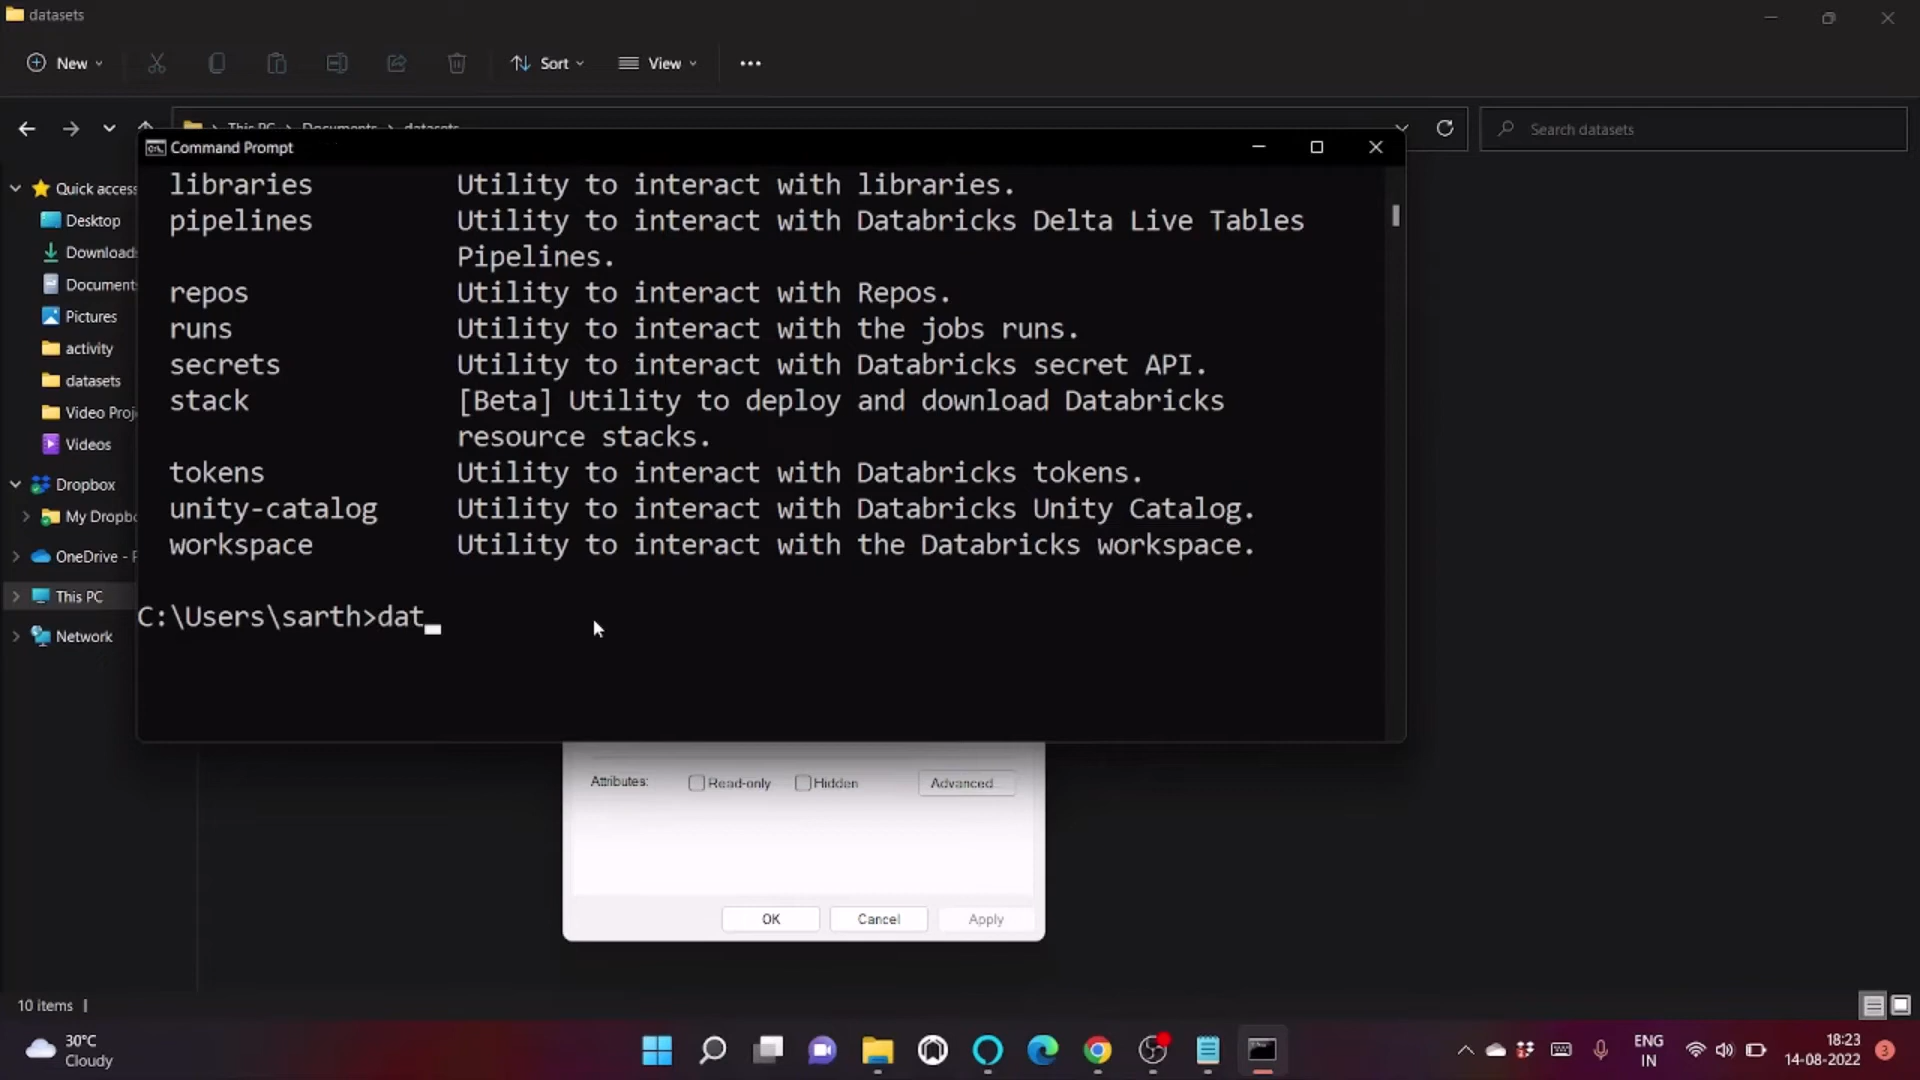 datasets
New
Sort
View
This PC Documents datasets
Search datasets
Command Prompt
libraries Utility to interact with libraries.
pipelines Utility to interact with Databricks Delta Live Tables
Pipelines.
repos Utility to interact with Repos.
runs Utility to interact with the jobs runs.
secrets Utility to interact with Databricks secret API.
stack [Beta] Utility to deploy and download Databricks
resource stacks.
tokens Utility to interact with Databricks tokens.
unity-catalog Utility to interact with Databricks Unity Catalog.
workspace Utility to interact with the Databricks workspace.
C:\Users\sarth>dat_
Quick access
Desktop
Download
Document
Pictures
activity
datasets
Video Proj
Videos
Dropbox
My Dropb
OneDrive - P
This PC
Network
Attributes: Read-only Hidden Advanced...
OK Cancel Apply
10 items
30°C
Cloudy
ENG
IN
18:23
14-08-2022
3